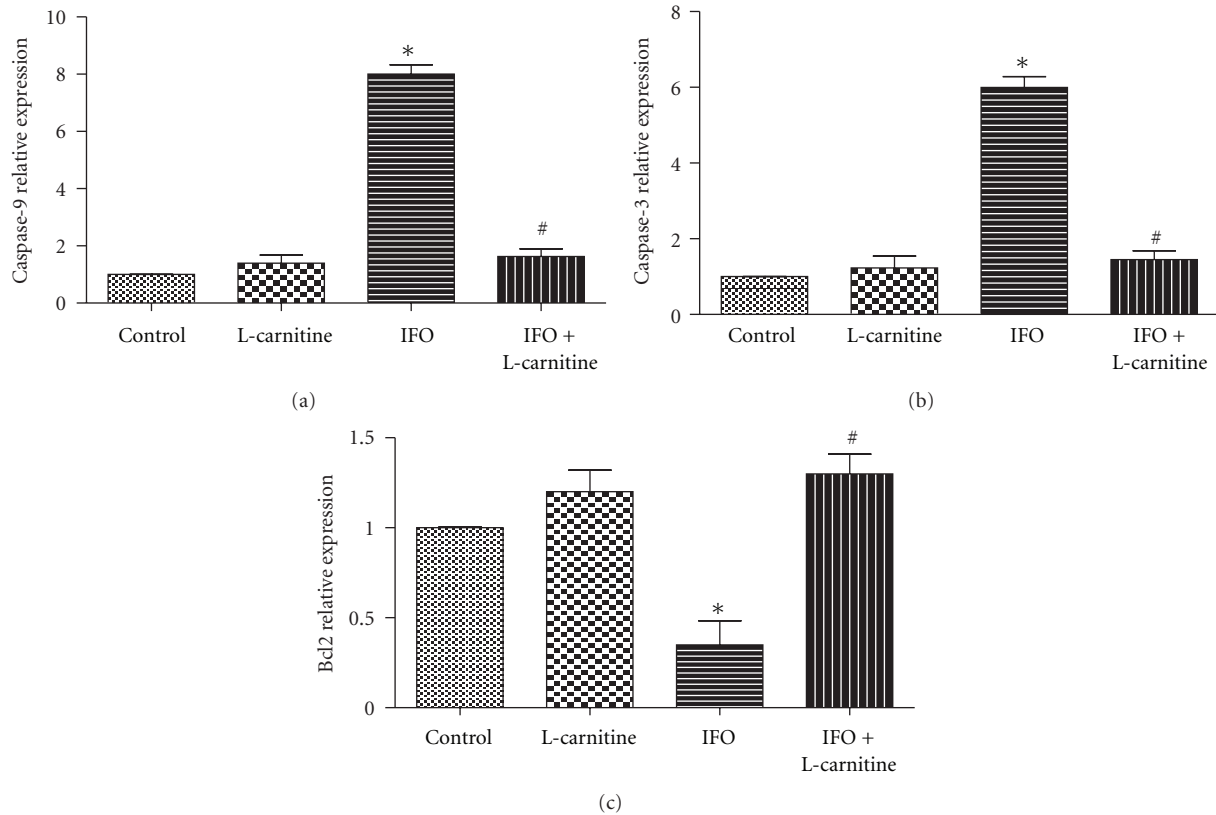 10
8
6
4
2
0
Caspase-9 relative expression
*
#
Control
L-carnitine
IFO
IFO +
L-carnitine
(a)
8
6
4
2
0
Caspase-3 relative expression
*
#
Control
L-carnitine
IFO
IFO +
L-carnitine
(b)
1.5
1
0.5
0
Bcl2 relative expression
*
#
Control
L-carnitine
IFO
IFO +
L-carnitine
(c)